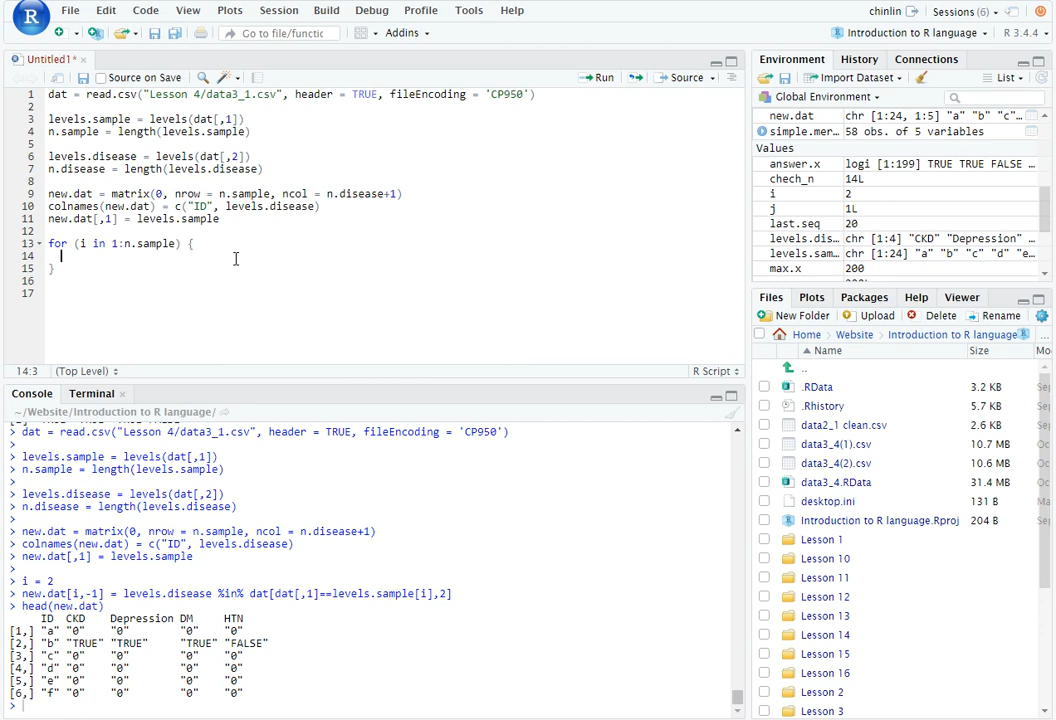 R
File Edit Code View Plots Session Build Debug Profile Tools Help
chinlin Sessions (6)
Go to file/functic Addins
Introduction to R language R 3.4.4
Untitled1*
Source on Save Run Source
1 dat = read.csv("Lesson 4/data3_1.csv", header = TRUE, fileEncoding = 'CP950')
2
3 levels.sample = levels(dat[,1])
4 n.sample = length(levels.sample)
5
6 levels.disease = levels(dat[,2])
7 n.disease = length(levels.disease)
8
9 new.dat = matrix(0, nrow = n.sample, ncol = n.disease+1)
10 colnames(new.dat) = c("ID", levels.disease)
11 new.dat[,1] = levels.sample
12
13 for (i in 1:n.sample) {
14
15 }
16
17
14:3 (Top Level) R Script
Console Terminal
~/Website/Introduction to R language/
> dat = read.csv("Lesson 4/data3_1.csv", header = TRUE, fileEncoding = 'CP950')
>
> levels.sample = levels(dat[,1])
> n.sample = length(levels.sample)
>
> levels.disease = levels(dat[,2])
> n.disease = length(levels.disease)
>
> new.dat = matrix(0, nrow = n.sample, ncol = n.disease+1)
> colnames(new.dat) = c("ID", levels.disease)
> new.dat[,1] = levels.sample
>
> i = 2
> new.dat[i,-1] = levels.disease %in% dat[dat[,1]==levels.sample[i],2]
> head(new.dat)
ID CKD Depression DM HTN
[1,] "a" "0" "0" "0" "0"
[2,] "b" "TRUE" "TRUE" "TRUE" "FALSE"
[3,] "c" "0" "0" "0" "0"
[4,] "d" "0" "0" "0" "0"
[5,] "e" "0" "0" "0" "0"
[6,] "f" "0" "0" "0" "0"
>
Environment History Connections
Import Dataset List
Global Environment
new.dat chr [1:24, 1:5] "a" "b" "c"…
simple.mer… 58 obs. of 5 variables
Values
answer.x logi [1:199] TRUE TRUE FALSE …
chech_n 14L
i 2
j 1L
last.seq 20
levels.dis… chr [1:4] "CKD" "Depression" …
levels.sam… chr [1:24] "a" "b" "c" "d" "e…
max.x 200
Files Plots Packages Help Viewer
New Folder Upload Delete Rename
Home Website Introduction to R language ...
Name Size Mo
..
.RData 3.2 KB Sep
.Rhistory 5.7 KB Sep
data2_1 clean.csv 2.6 KB Sep
data3_4(1).csv 10.7 MB Oc
data3_4(2).csv 10.6 MB Oc
data3_4.RData 31.4 MB Oc
desktop.ini 131 B Ma
Introduction to R language.Rproj 204 B Sep
Lesson 1
Lesson 10
Lesson 11
Lesson 12
Lesson 13
Lesson 14
Lesson 15
Lesson 16
Lesson 2
Lesson 3